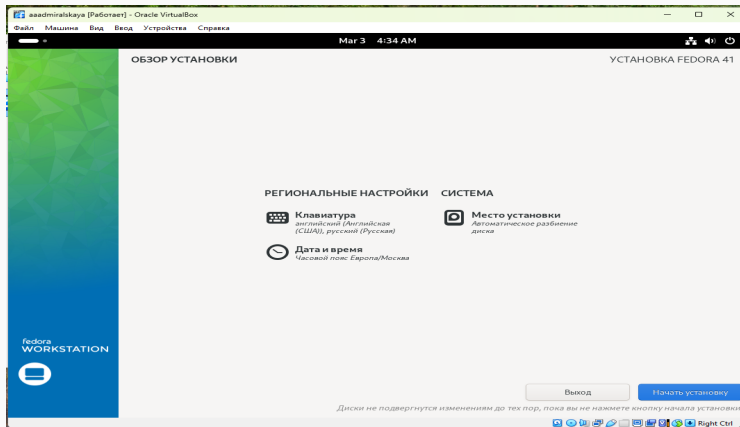 aaadmiralskaya [Работает] - Oracle VirtualBox
Файл Машина Вид Ввод Устройства Справка
Mar 3 4:34 AM
ОБЗОР УСТАНОВКИ
УСТАНОВКА FEDORA 41
РЕГИОНАЛЬНЫЕ НАСТРОЙКИ
СИСТЕМА
Клавиатура
английский (Английская
(США)), русский (Русская)
Место установки
Автоматическое разбиение
диска
Дата и время
Часовой пояс Европа/Москва
fedora
WORKSTATION
Выход
Начать установку
Диски не подвергнутся изменениям до тех пор, пока вы не нажмете кнопку начала установки
Right Ctrl